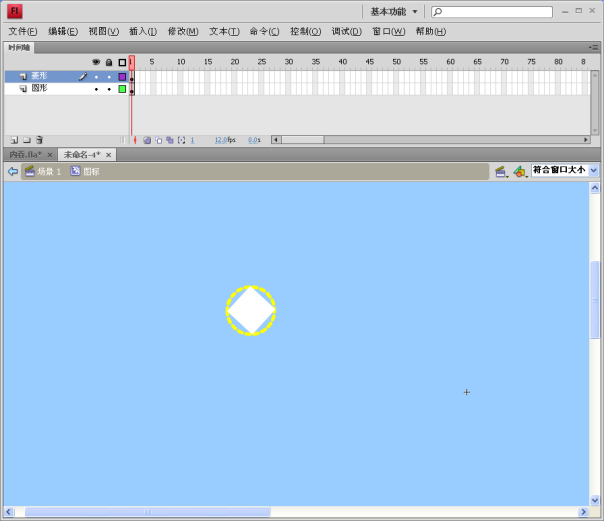 FL 基本功能
文件(F) 编辑(E) 视图(V) 插入(I) 修改(M) 文本(T) 命令(C) 控制(O) 调试(D) 窗口(W) 帮助(H)
时间轴
1 5 10 15 20 25 30 35 40 45 50 55 60 65 70 75 80 8
菱形
圆形
1 12.0fps 0.0s
内吞.fla* × 未命名-4* ×
场景 1 图标 符合窗口大小